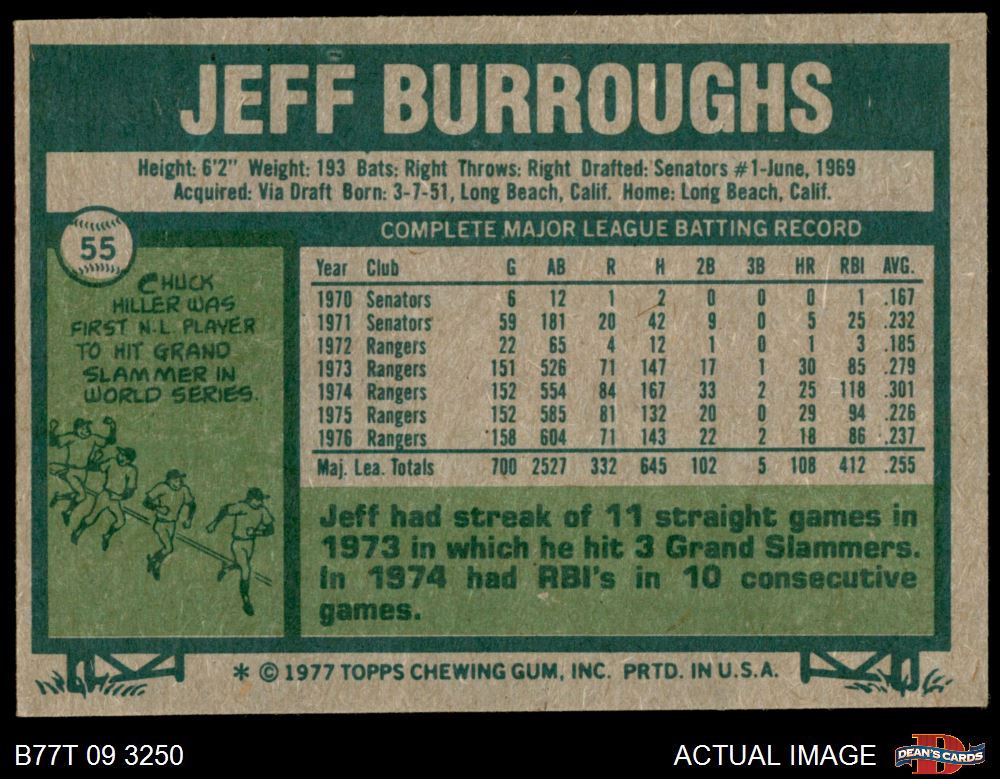 JEFF BURROUGHS
Height: 6'2" Weight: 193 Bats: Right Throws: Right Drafted: Senators #1-June, 1969
Acquired: Via Draft Born: 3-7-51, Long Beach, Calif. Home: Long Beach, Calif.
55
CHUCK
HILLER WAS
FIRST N.L. PLAYER
TO HIT GRAND
SLAMMER IN
WORLD SERIES.
COMPLETE MAJOR LEAGUE BATTING RECORD
Year Club G AB R H 2B 3B HR RBI AVG.
1970 Senators 6 12 1 2 0 0 0 1 .167
1971 Senators 59 181 20 42 9 0 5 25 .232
1972 Rangers 22 65 4 12 1 0 1 3 .185
1973 Rangers 151 526 71 147 17 1 30 85 .279
1974 Rangers 152 554 84 167 33 2 25 118 .301
1975 Rangers 152 585 81 132 20 0 29 94 .226
1976 Rangers 158 604 71 143 22 2 18 86 .237
Maj. Lea. Totals 700 2527 332 645 102 5 108 412 .255
Jeff had streak of 11 straight games in
1973 in which he hit 3 Grand Slammers.
In 1974 had RBI's in 10 consecutive
games.
* © 1977 TOPPS CHEWING GUM, INC. PRTD. IN U.S.A.
B77T 09 3250
ACTUAL IMAGE
D
DEAN'S CARDS